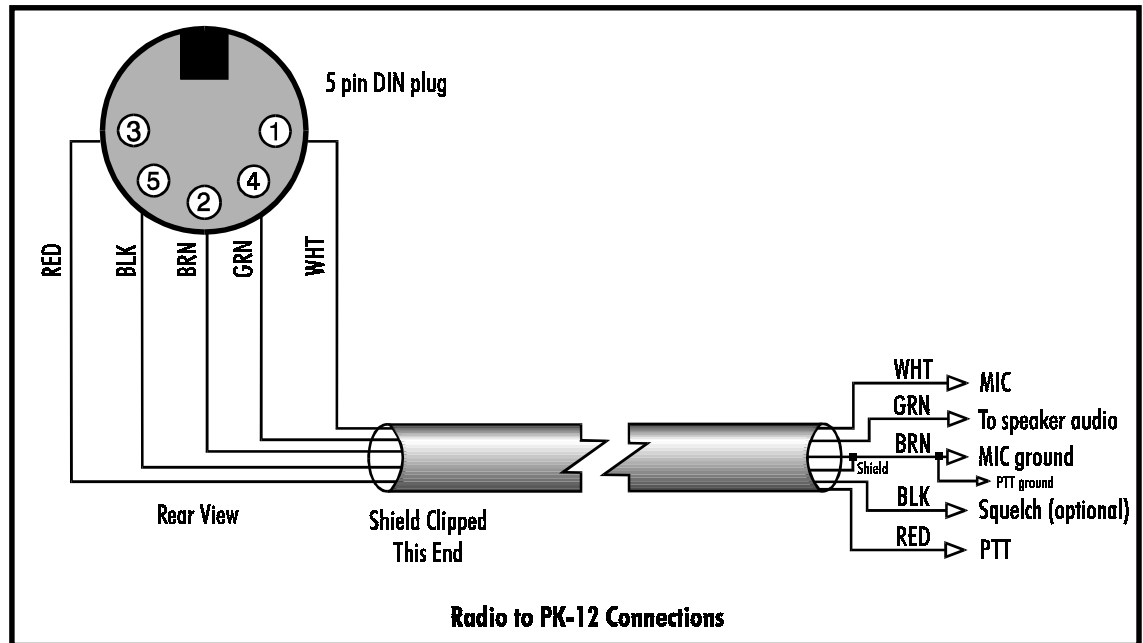 5 pin DIN plug
3
1
5
4
2
RED
BLK
BRN
GRN
WHT
WHT
MIC
GRN
To speaker audio
BRN
MIC ground
Shield
PTT ground
BLK
Squelch (optional)
RED
PTT
Rear View
Shield Clipped
This End
Radio to PK-12 Connections